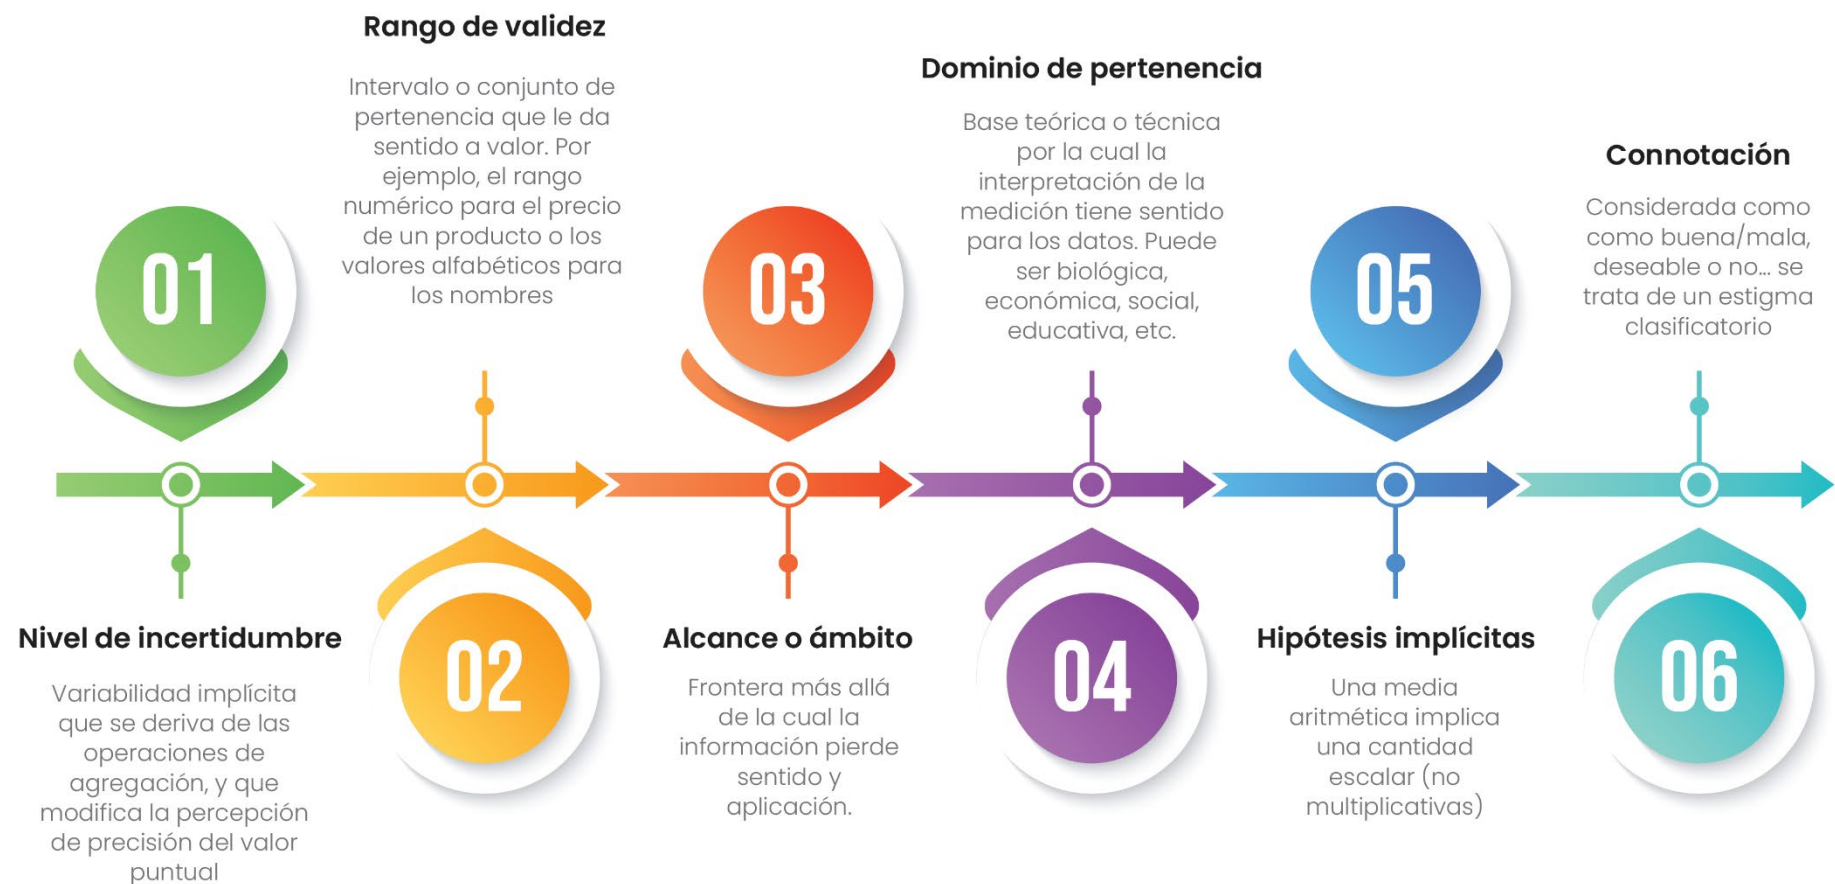 01
Nivel de incertidumbre
Variabilidad implícita
que se deriva de las
operaciones de
agregación, y que
modifica la percepción
de precisión del valor
puntual
Rango de validez
Intervalo o conjunto de
pertenencia que le da
sentido a valor. Por
ejemplo, el rango
numérico para el precio
de un producto o los
valores alfabéticos para
los nombres
02
03
Alcance o ámbito
Frontera más allá
de la cual la
información pierde
sentido y
aplicación.
Dominio de pertenencia
Base teórica o técnica
por la cual la
interpretación de la
medición tiene sentido
para los datos. Puede
ser biológica,
económica, social,
educativa, etc.
04
05
Hipótesis implícitas
Una media
aritmética implica
una cantidad
escalar (no
multiplicativas)
Connotación
Considerada como
como buena/mala,
deseable o no... se
trata de un estigma
clasificatorio
06